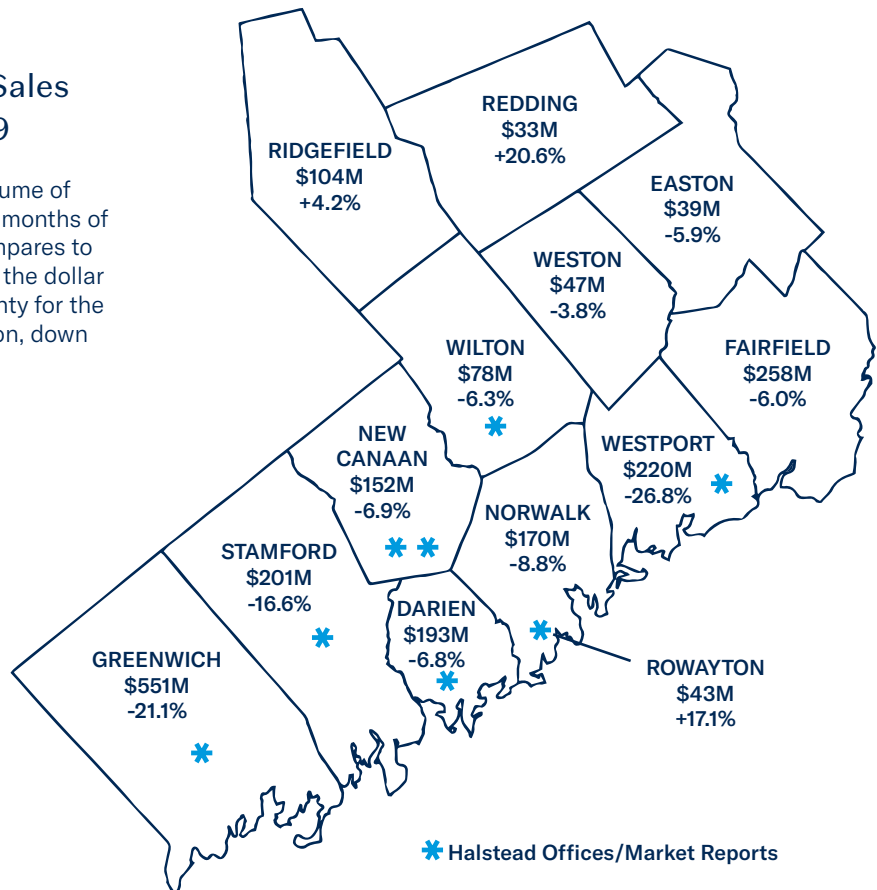 Sales
9
ume of
months of
mpares to
the dollar
nty for the
on, down
RIDGEFIELD
$104M
+4.2%
REDDING
$33M
+20.6%
EASTON
$39M
-5.9%
WESTON
$47M
-3.8%
WILTON
$78M
-6.3%
FAIRFIELD
$258M
-6.0%
NEW
CANAAN
$152M
-6.9%
WESTPORT
$220M
-26.8%
NORWALK
$170M
-8.8%
STAMFORD
$201M
-16.6%
DARIEN
$193M
-6.8%
GREENWICH
$551M
-21.1%
ROWAYTON
$43M
+17.1%
Halstead Offices/Market Reports